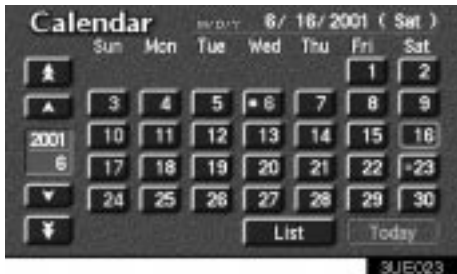 Calendar M/D/Y 6/ 16/ 2001 ( Sat )
Sun Mon Tue Wed Thu Fri Sat
1 2
3 4 5 6 7 8 9
2001 10 11 12 13 14 15 16
6 17 18 19 20 21 22 23
24 25 26 27 28 29 30
List Today
3UE023